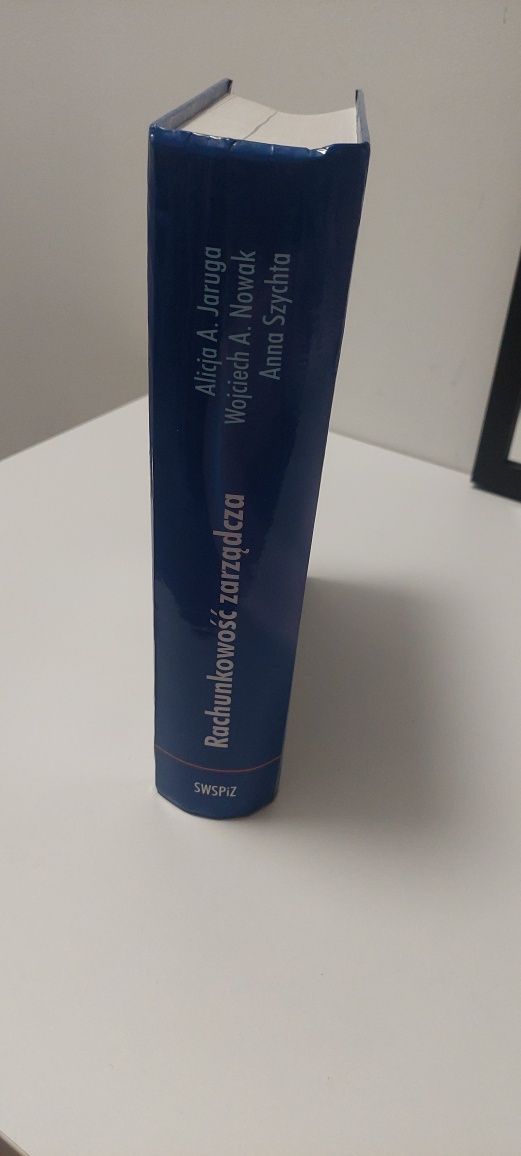 Alicja A. Jaruga
Wojciech A. Nowak
Anna Szychta
Rachunkowość zarządcza
SWSPiZ